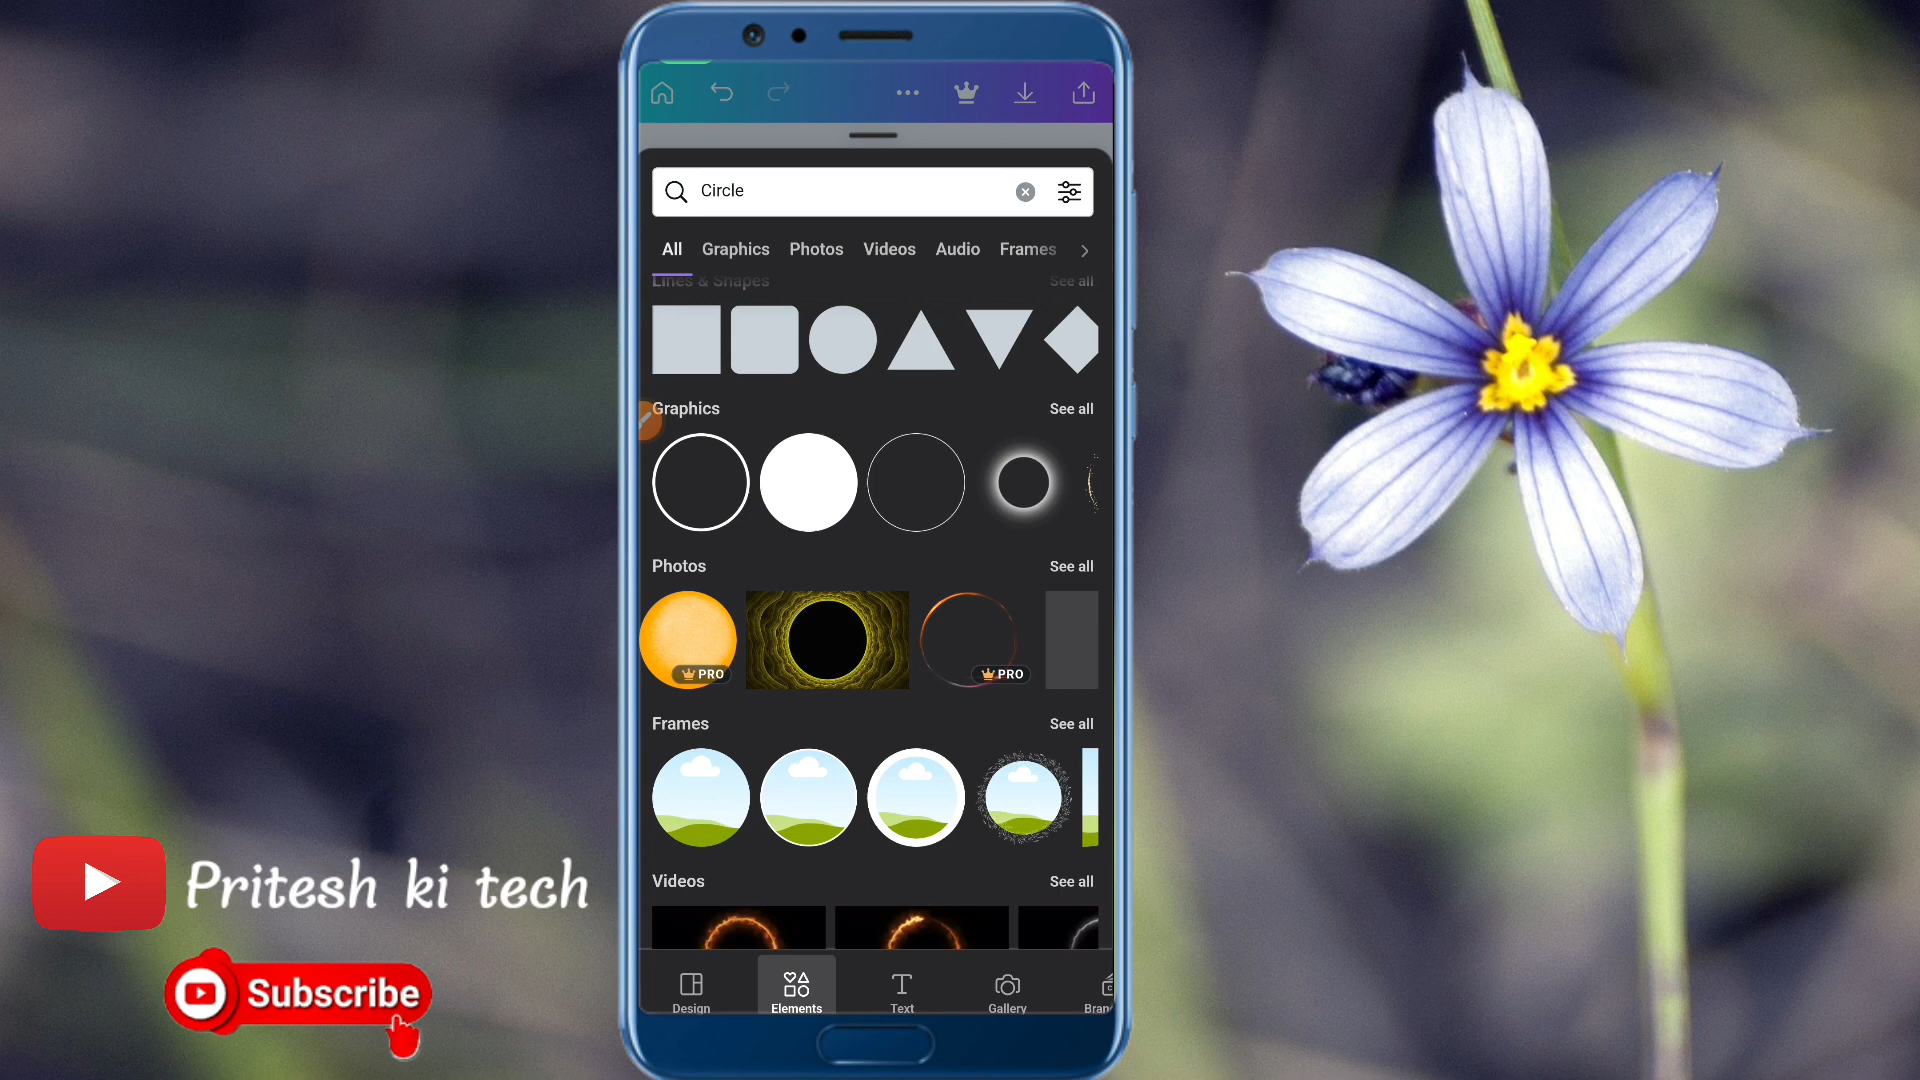 Circle
All Graphics Photos Videos Audio Frames
Lines & Shapes See all
Graphics See all
Photos See all
PRO PRO
Frames See all
Videos See all
Design Elements Text Gallery
Pritesh ki tech
Subscribe